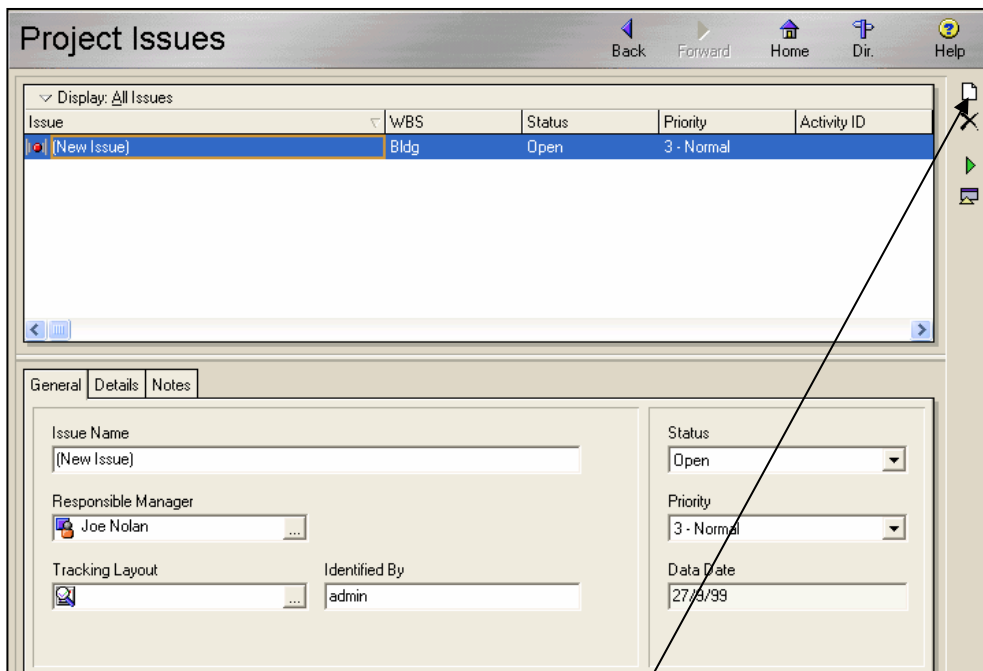 Project Issues
Back Forward Home Dir. Help
Display: All Issues
Issue WBS Status Priority Activity ID
(New Issue) Bldg Open 3 - Normal
General Details Notes
Issue Name
(New Issue)
Status
Open
Responsible Manager
Joe Nolan ...
Priority
3 - Normal
Tracking Layout Identified By
... admin
Data Date
27/9/99